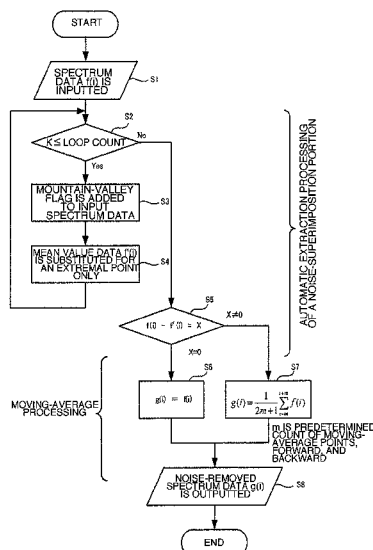 START
SPECTRUM
DATA f(i) IS
INPUTTED
S1
S2
K≦ LOOP COUNT
No
Yes
MOUNTAIN-VALLEY
FLAG IS ADDED
TO INPUT
SPECTRUM DATA
S3
MEAN VALUE DATA f'(i)
IS SUBSTITUTED FOR
AN EXTREMAL POINT
ONLY
S4
AUTOMATIC EXTRACTION PROCESSING
OF A NOISE-SUPERIMPOSITION PORTION
S5
f(i) - f'(i) = X
X≠0
X=0
S6
g(i) = f(i)
S7
g(i) = 1/2m+1 Σ f(i)
MOVING-AVERAGE
PROCESSING
m IS PREDETERMINED
COUNT OF MOVING-
AVERAGE POINTS,
FORWARD, AND
BACKWARD
NOISE-REMOVED
SPECTRUM DATA g(i)
IS OUTPUTTED
S8
END